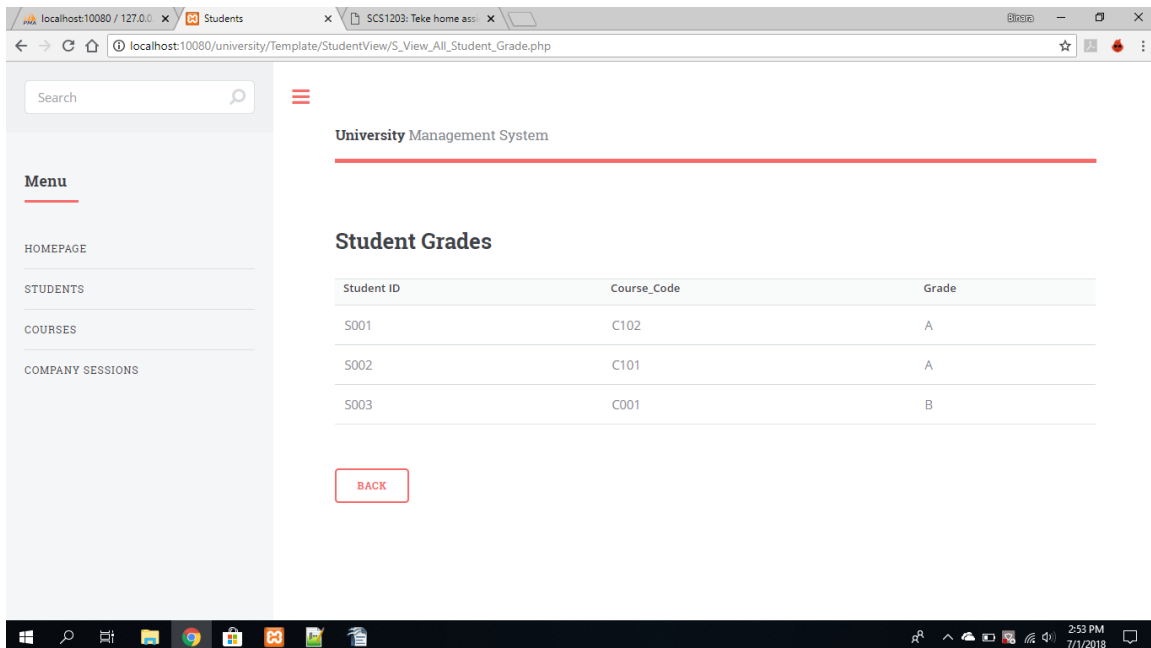 localhost:10080 / 127.0.0.
Students
SCS1203: Teke home assi
Binara
localhost:10080/university/Template/StudentView/S_View_All_Student_Grade.php
Search
University Management System
Menu
HOMEPAGE
STUDENTS
COURSES
COMPANY SESSIONS
Student Grades
Student ID Course_Code Grade
S001 C102 A
S002 C101 A
S003 C001 B
BACK
2:53 PM
7/1/2018